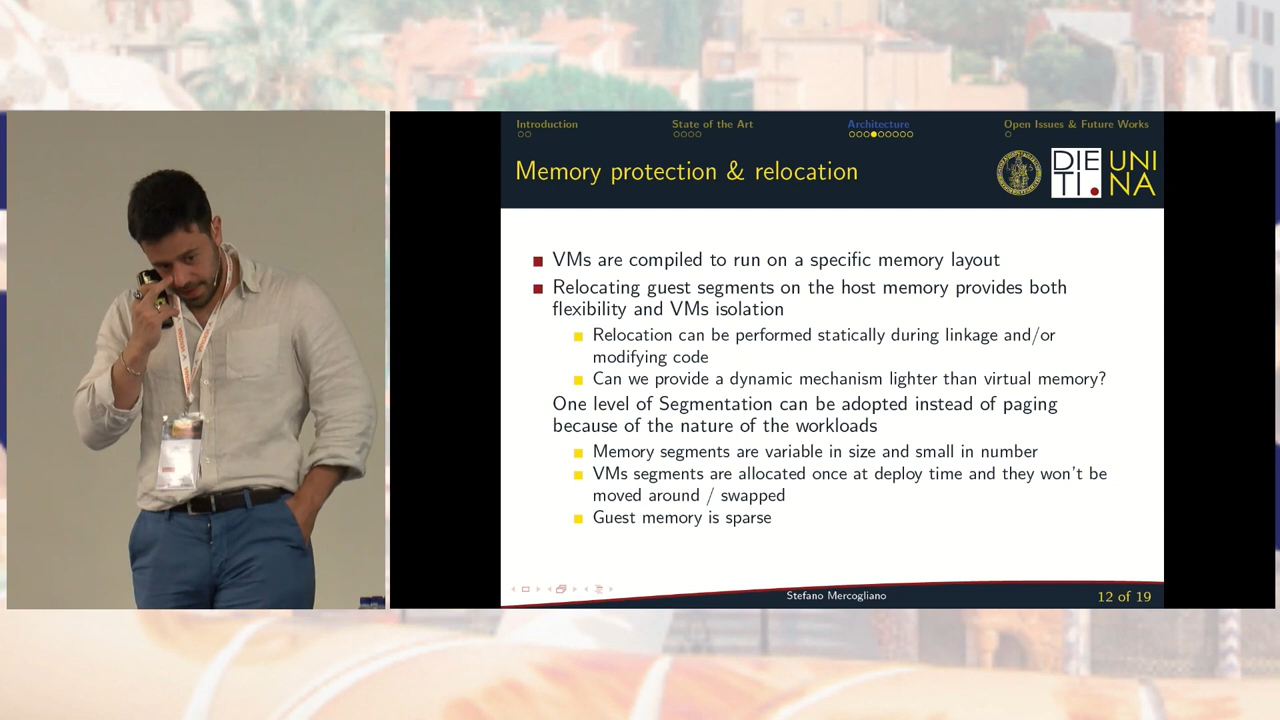 Introduction
State of the Art
Architecture
Open Issues & Future Works
Memory protection & relocation
DIE
TI.
UNI
NA
VMs are compiled to run on a specific memory layout
Relocating guest segments on the host memory provides both
flexibility and VMs isolation
Relocation can be performed statically during linkage and/or
modifying code
Can we provide a dynamic mechanism lighter than virtual memory?
One level of Segmentation can be adopted instead of paging
because of the nature of the workloads
Memory segments are variable in size and small in number
VMs segments are allocated once at deploy time and they won't be
moved around / swapped
Guest memory is sparse
Stefano Mercogliano
12 of 19